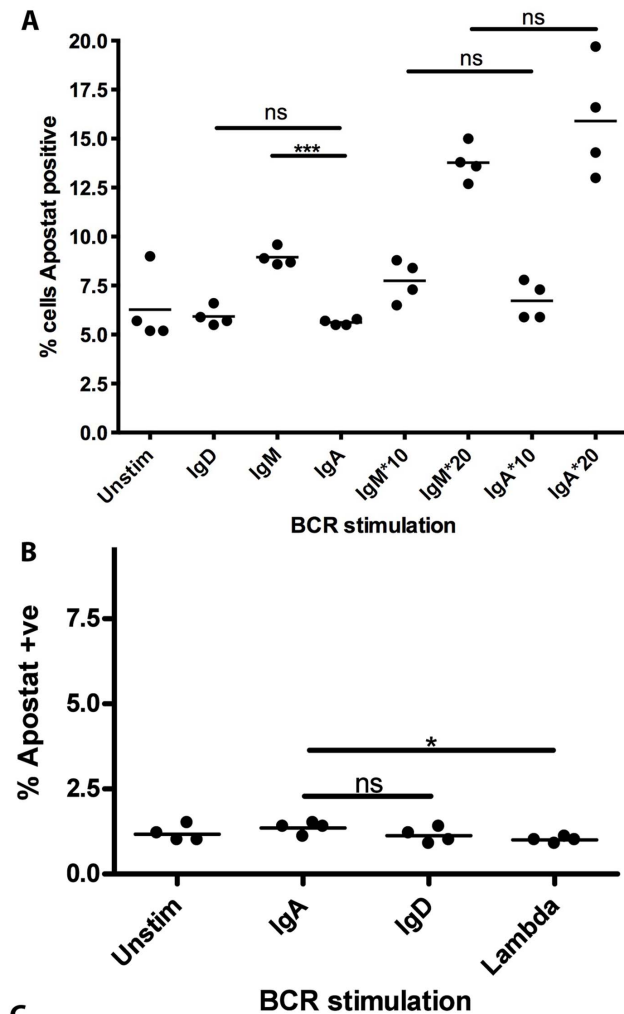 A
ns
ns
ns
***
20.0
17.5
15.0
12.5
10.0
7.5
5.0
2.5
0.0
% cells Apostat positive
Unstim
IgD
IgM
IgA
IgM*10
IgM*20
IgA*10
IgA*20
BCR stimulation
B
% Apostat +ve
7.5
5.0
2.5
0.0
*
ns
Unstim
IgA
IgD
Lambda
BCR stimulation